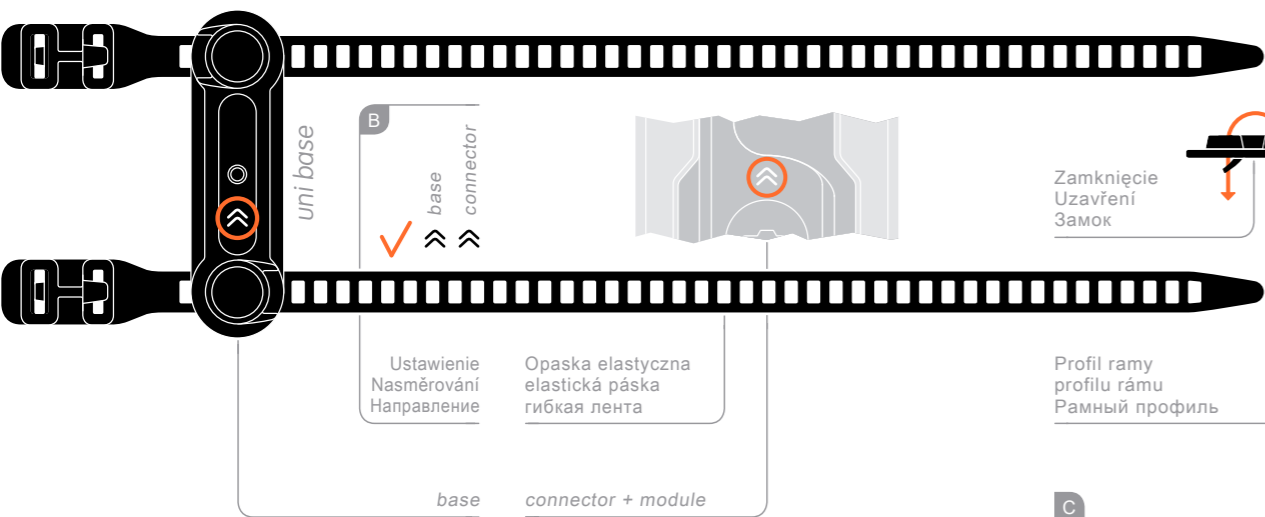 uni base
B
base
connector
Zamknięcie
Uzavření
Замок
Ustawienie
Nasměrování
Направление
Opaska elastyczna
elastická páska
гибкая лента
Profil ramy
profilu rámu
Рамный профиль
base
connector + module
C